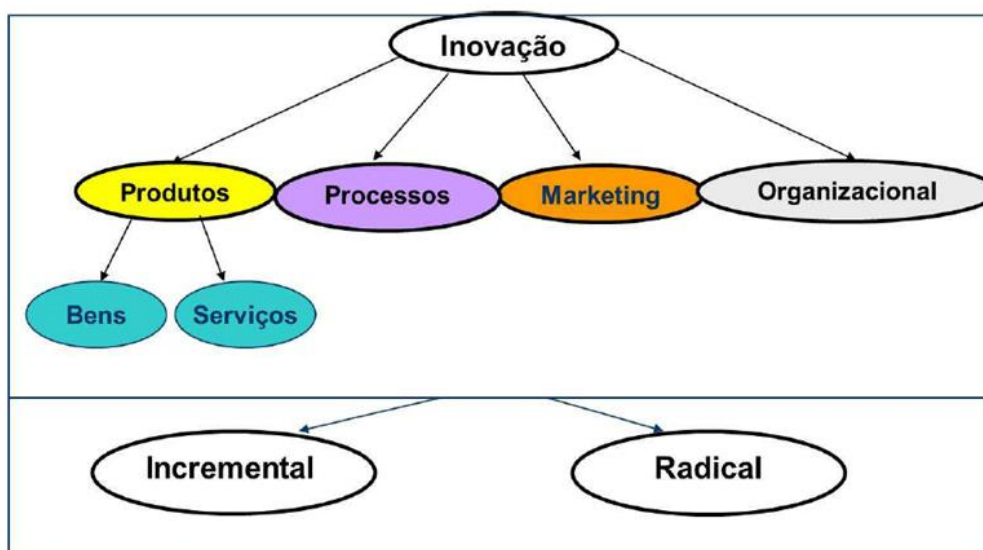 Inovação
Produtos
Processos
Marketing
Organizacional
Bens
Serviços
Incremental
Radical